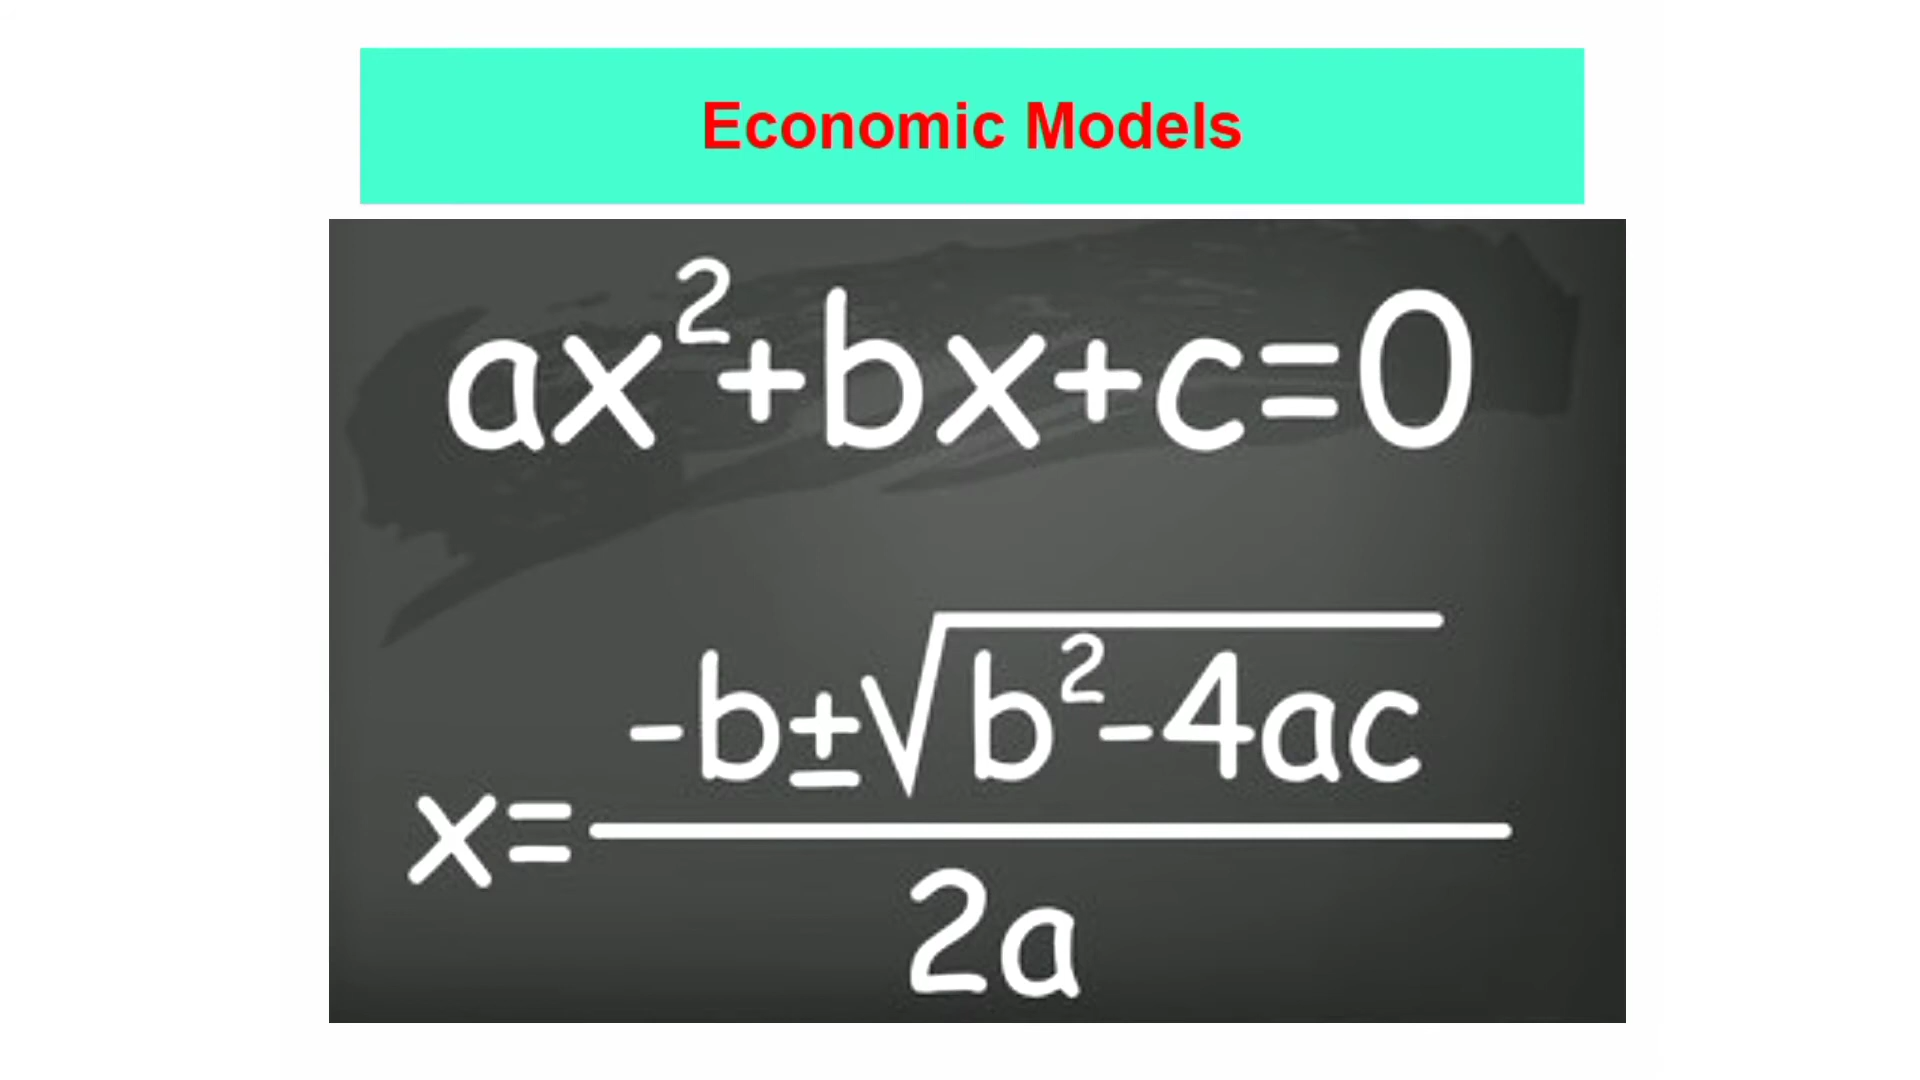 Economic Models
ax²+bx+c=0
x= -b±√b²-4ac
2a